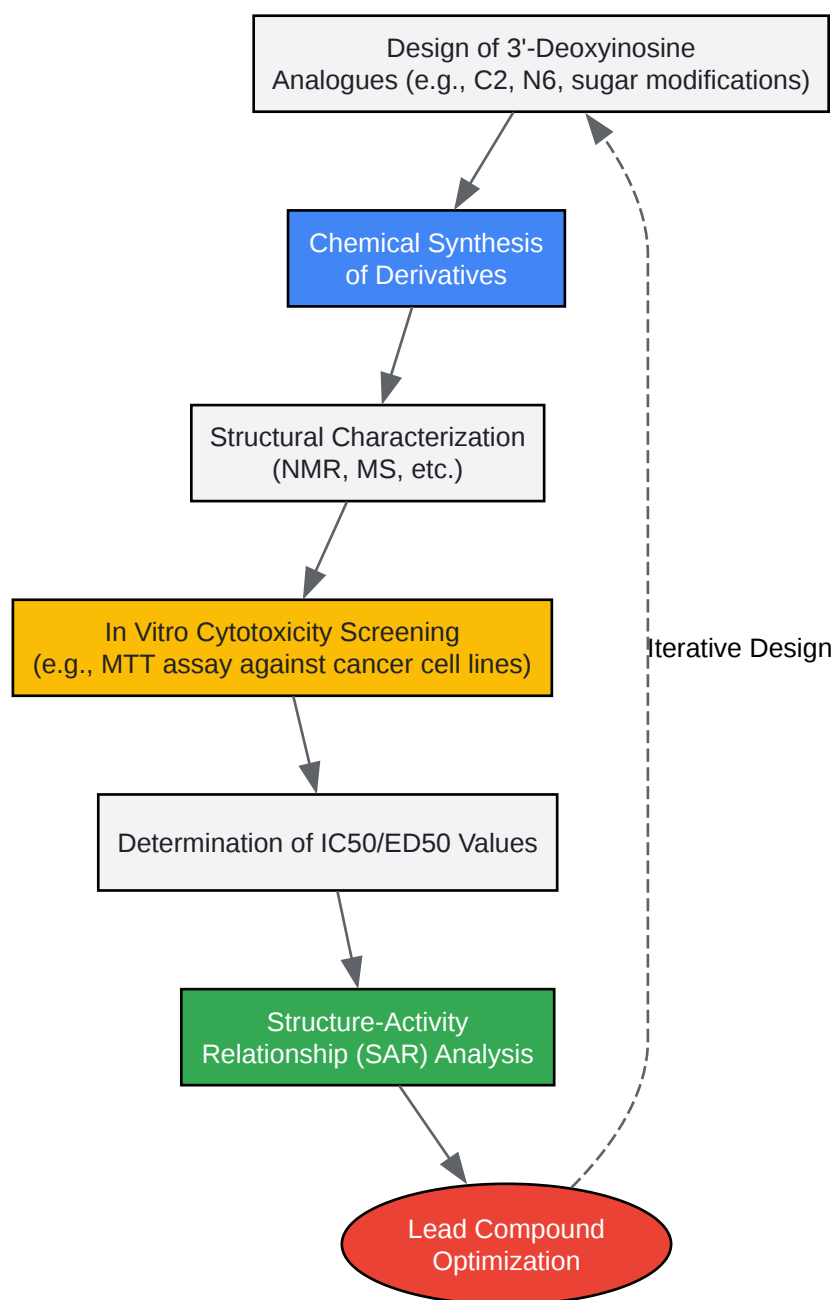 Design of 3'-Deoxyinosine
Analogues (e.g., C2, N6, sugar modifications)
Chemical Synthesis
of Derivatives
Structural Characterization
(NMR, MS, etc.)
In Vitro Cytotoxicity Screening
(e.g., MTT assay against cancer cell lines)
Iterative Design
Determination of IC50/ED50 Values
Structure-Activity
Relationship (SAR) Analysis
Lead Compound
Optimization